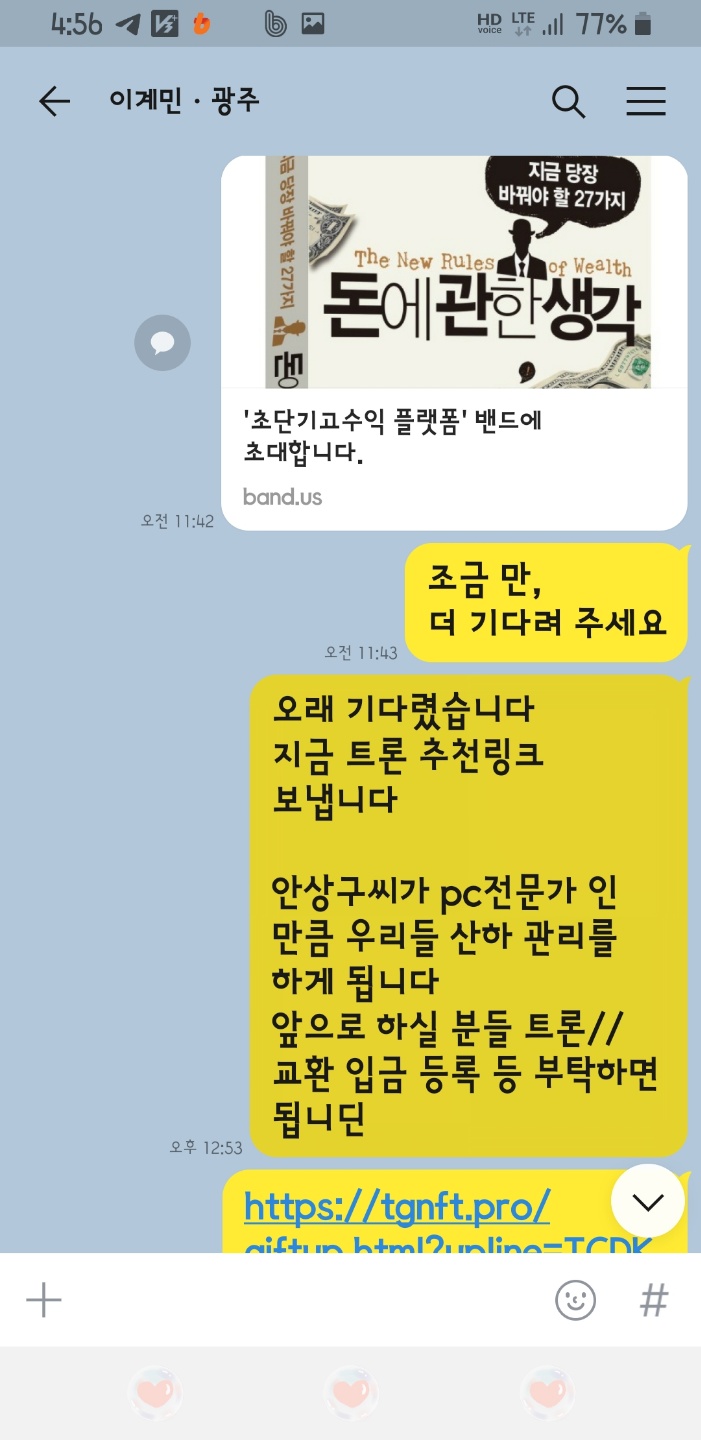 4:56
HD voice LTE 77%
이계민 · 광주
지금 당장 바꿔야 할 27가지
지금 당장
바꿔야 할 27가지
The New Rules of Wealth
돈에관한생각
돈
'초단기고수익 플랫폼' 밴드에
초대합니다.
band.us
오전 11:42
조금 만,
더 기다려 주세요
오전 11:43
오래 기다렸습니다
지금 트론 추천링크
보냅니다
안상구씨가 pc전문가 인
만큼 우리들 산하 관리를
하게 됩니다
앞으로 하실 분들 트론//
교환 입금 등록 등 부탁하면
됩니딘
오후 12:53
https://tgnft.pro/
giftup.html?upline=TCDK
#